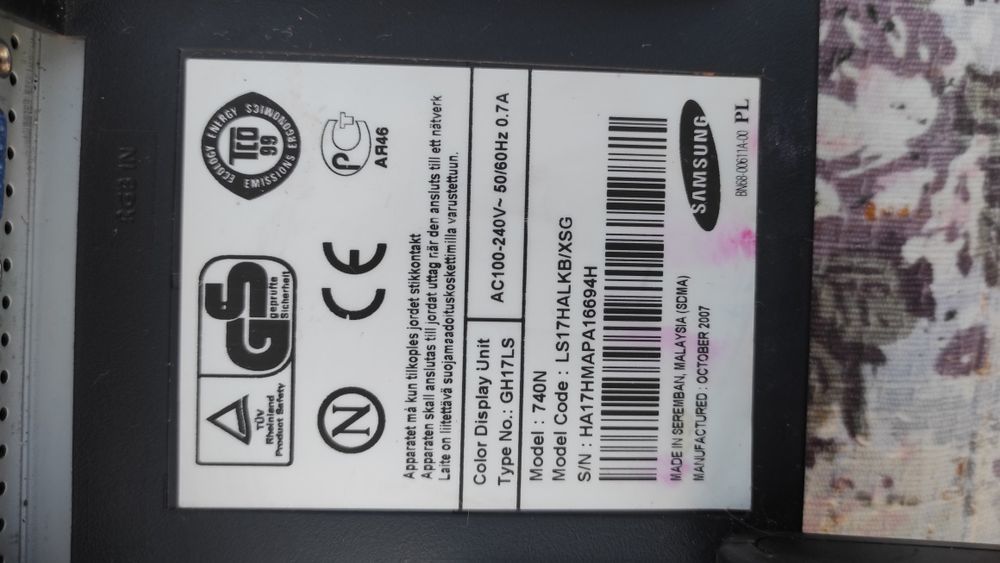 RGB IN
TCO
99
ECOLOGY ENERGY
EMISSIONS ERGONOMICS
PCT
AR46
TÜV
Rheinland
Product Safety
GS
geprüfte
Sicherheit
N
CE
Apparatet må kun tilkoples jordet stikkontakt
Apparaten skall anslutas till jordat uttag när den ansluts till ett nätverk
Laite on liitettävä suojamaadoituskoskettimilla varustettuun.
Color Display Unit
Type No.: GH17LS
AC100-240V~ 50/60Hz 0.7A
Model : 740N
Model Code : LS17HALKB/XSG
S/N : HA17HMAPA16694H
MADE IN SEREMBAN, MALAYSIA (SDMA)
MANUFACTURED : OCTOBER 2007
SAMSUNG
BN68-00611A-00 PL